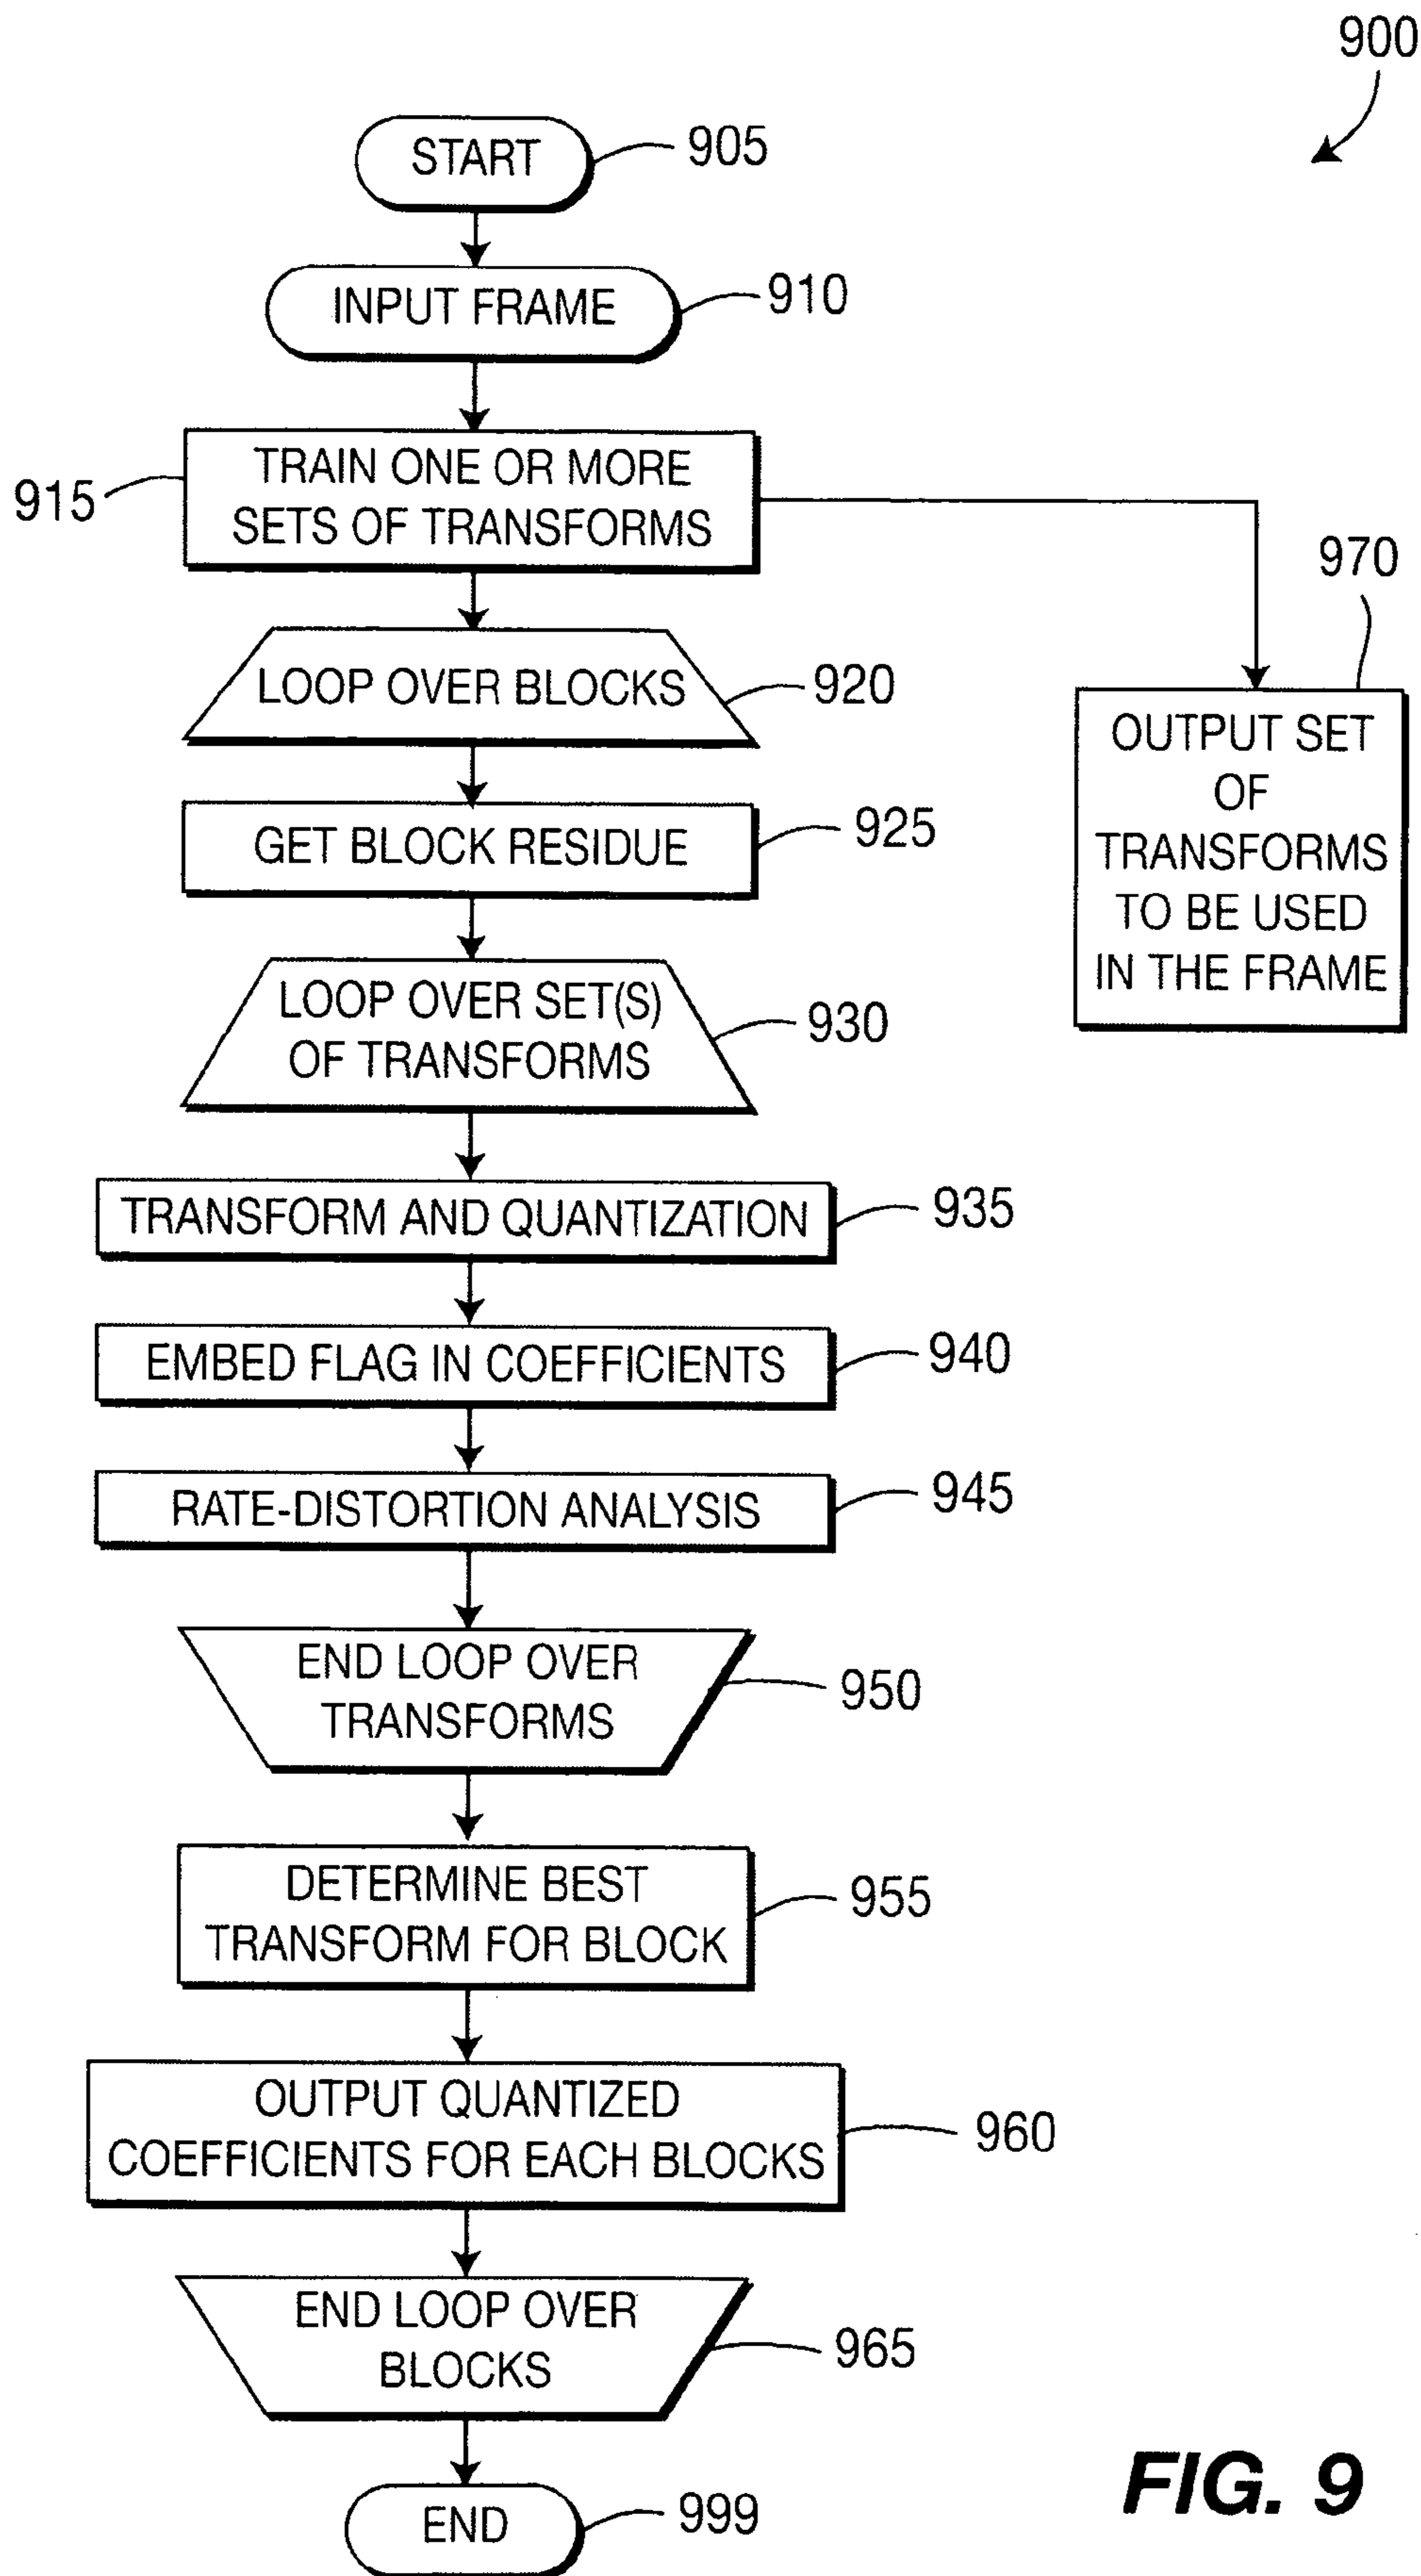 900
START
905
INPUT FRAME
910
TRAIN ONE OR MORE
SETS OF TRANSFORMS
915
LOOP OVER BLOCKS
920
970
OUTPUT SET
OF
TRANSFORMS
TO BE USED
IN THE FRAME
GET BLOCK RESIDUE
925
LOOP OVER SET(S)
OF TRANSFORMS
930
TRANSFORM AND QUANTIZATION
935
EMBED FLAG IN COEFFICIENTS
940
RATE-DISTORTION ANALYSIS
945
END LOOP OVER
TRANSFORMS
950
DETERMINE BEST
TRANSFORM FOR BLOCK
955
OUTPUT QUANTIZED
COEFFICIENTS FOR EACH BLOCKS
960
END LOOP OVER
BLOCKS
965
END
999
FIG. 9